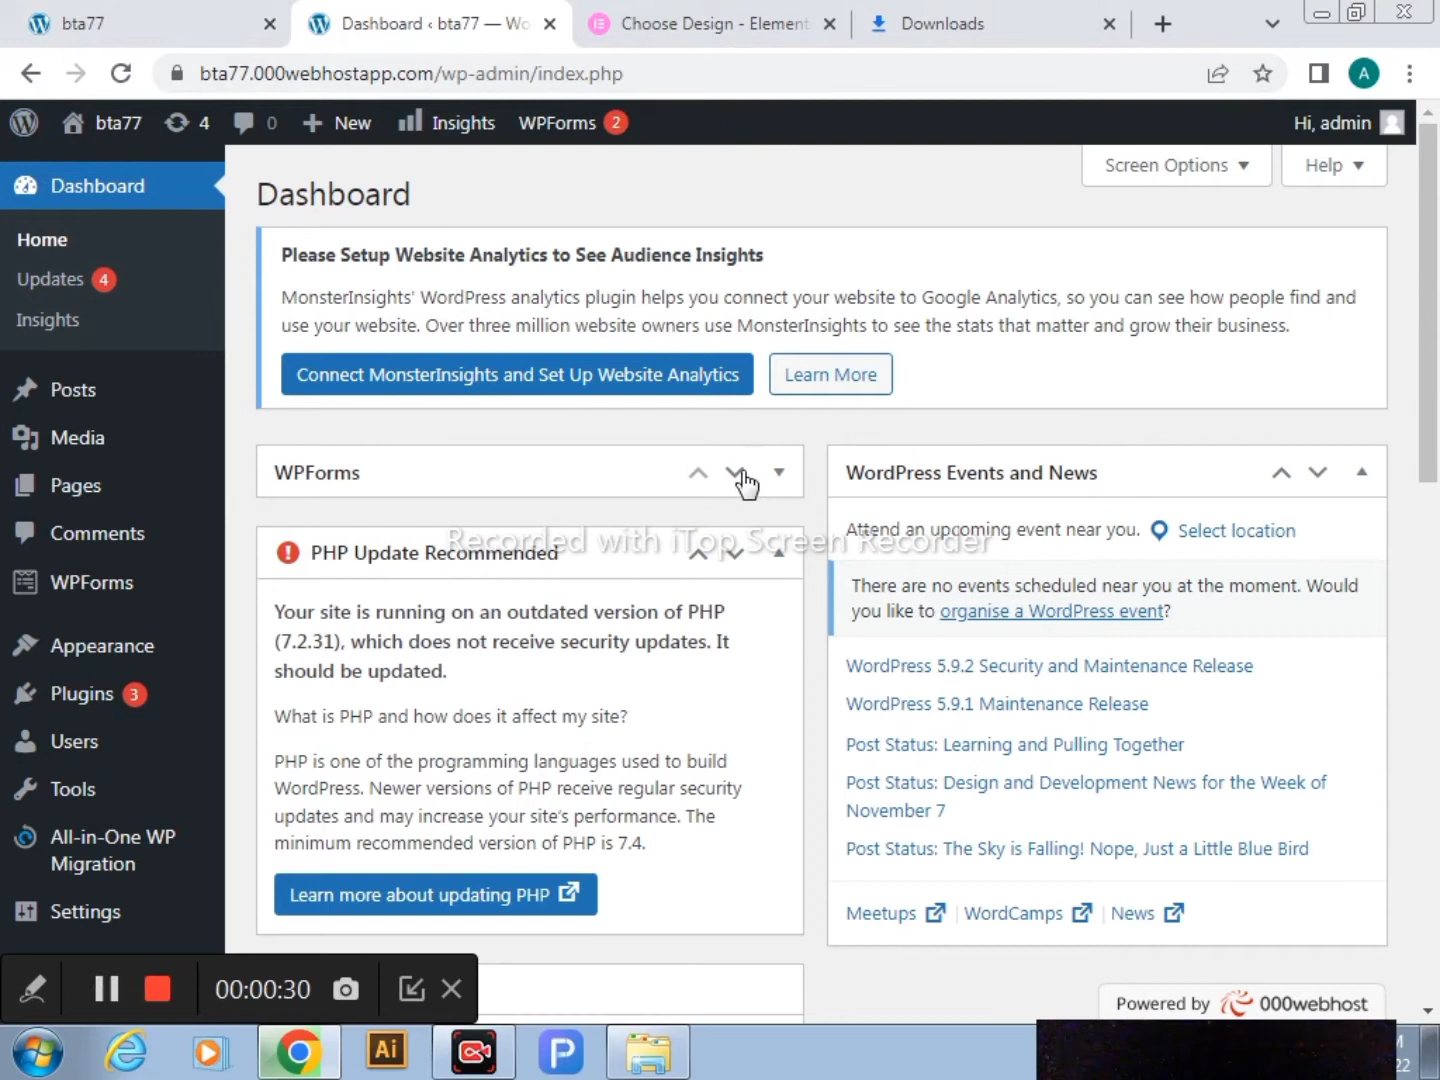 bta77
Dashboard ‹ bta77 — Wo
Choose Design - Element
Downloads
bta77.000webhostapp.com/wp-admin/index.php
A
bta77
4
0
New
Insights
WPForms 2
Hi, admin
Dashboard
Screen Options
Help
Dashboard
Home
Updates 4
Insights
Posts
Media
Pages
Comments
WPForms
Appearance
Plugins 3
Users
Tools
All-in-One WP
Migration
Settings
Please Setup Website Analytics to See Audience Insights
MonsterInsights' WordPress analytics plugin helps you connect your website to Google Analytics, so you can see how people find and
use your website. Over three million website owners use MonsterInsights to see the stats that matter and grow their business.
Connect MonsterInsights and Set Up Website Analytics
Learn More
WPForms
PHP Update Recommended
Your site is running on an outdated version of PHP
(7.2.31), which does not receive security updates. It
should be updated.
What is PHP and how does it affect my site?
PHP is one of the programming languages used to build
WordPress. Newer versions of PHP receive regular security
updates and may increase your site's performance. The
minimum recommended version of PHP is 7.4.
Learn more about updating PHP
WordPress Events and News
Attend an upcoming event near you.
Select location
There are no events scheduled near you at the moment. Would
you like to organise a WordPress event?
WordPress 5.9.2 Security and Maintenance Release
WordPress 5.9.1 Maintenance Release
Post Status: Learning and Pulling Together
Post Status: Design and Development News for the Week of
November 7
Post Status: The Sky is Falling! Nope, Just a Little Blue Bird
Meetups
WordCamps
News
Recorded with iTop Screen Recorder
Powered by 000webhost
00:00:30
Ai
P
M
22